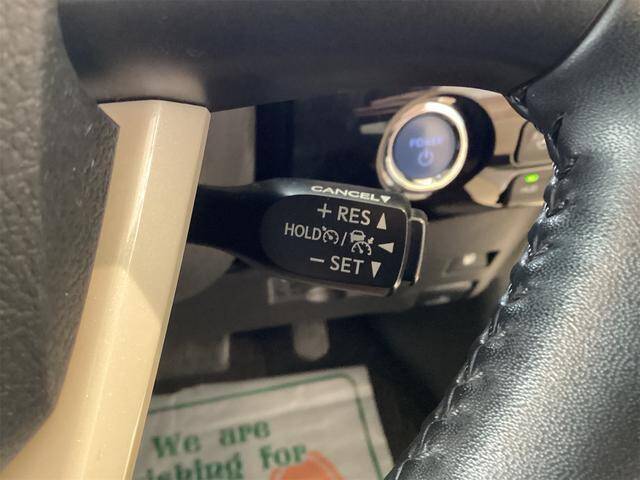 POWER
CANCEL▼
+ RES ▲
HOLD / ◄
− SET ▼
We are
ishing for